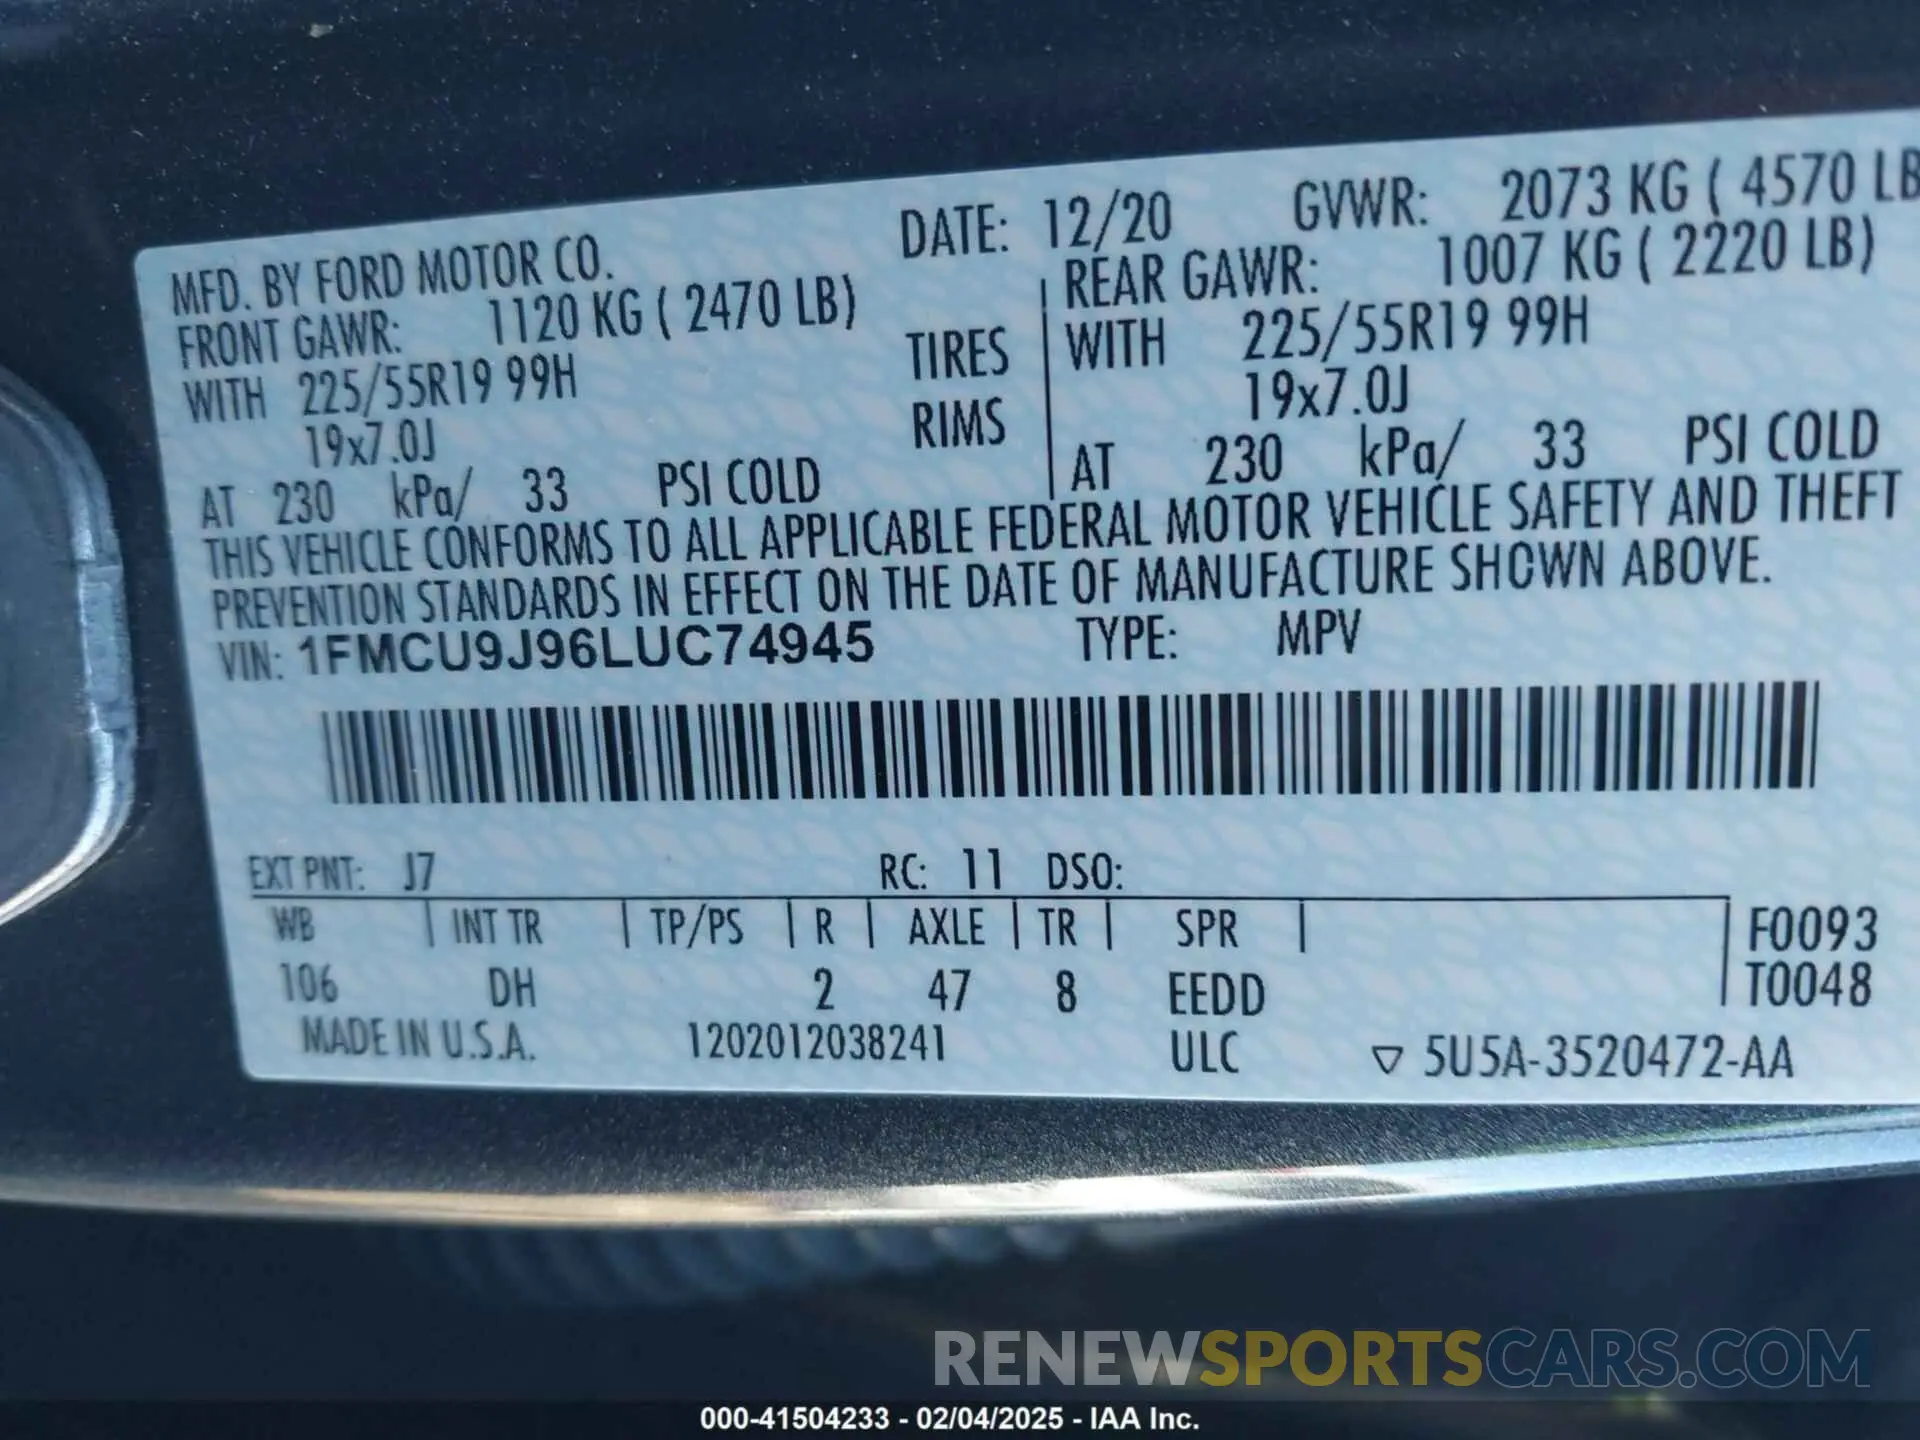 MFD. BY FORD MOTOR CO. DATE: 12/20 GVWR: 2073 KG ( 4570 LB
FRONT GAWR: 1120 KG ( 2470 LB) REAR GAWR: 1007 KG ( 2220 LB)
WITH 225/55R19 99H TIRES WITH 225/55R19 99H
19x7.0J RIMS 19x7.0J
AT 230 kPa/ 33 PSI COLD AT 230 kPa/ 33 PSI COLD
THIS VEHICLE CONFORMS TO ALL APPLICABLE FEDERAL MOTOR VEHICLE SAFETY AND THEFT
PREVENTION STANDARDS IN EFFECT ON THE DATE OF MANUFACTURE SHOWN ABOVE.
VIN: 1FMCU9J96LUC74945 TYPE: MPV
EXT PNT: J7 RC: 11 DSO:
WB INT TR TP/PS R AXLE TR SPR F0093
106 DH 2 47 8 EEDD T0048
MADE IN U.S.A. 1202012038241 ULC ▽ 5U5A-3520472-AA
RENEWSPORTSCARS.COM
000-41504233 - 02/04/2025 - IAA Inc.